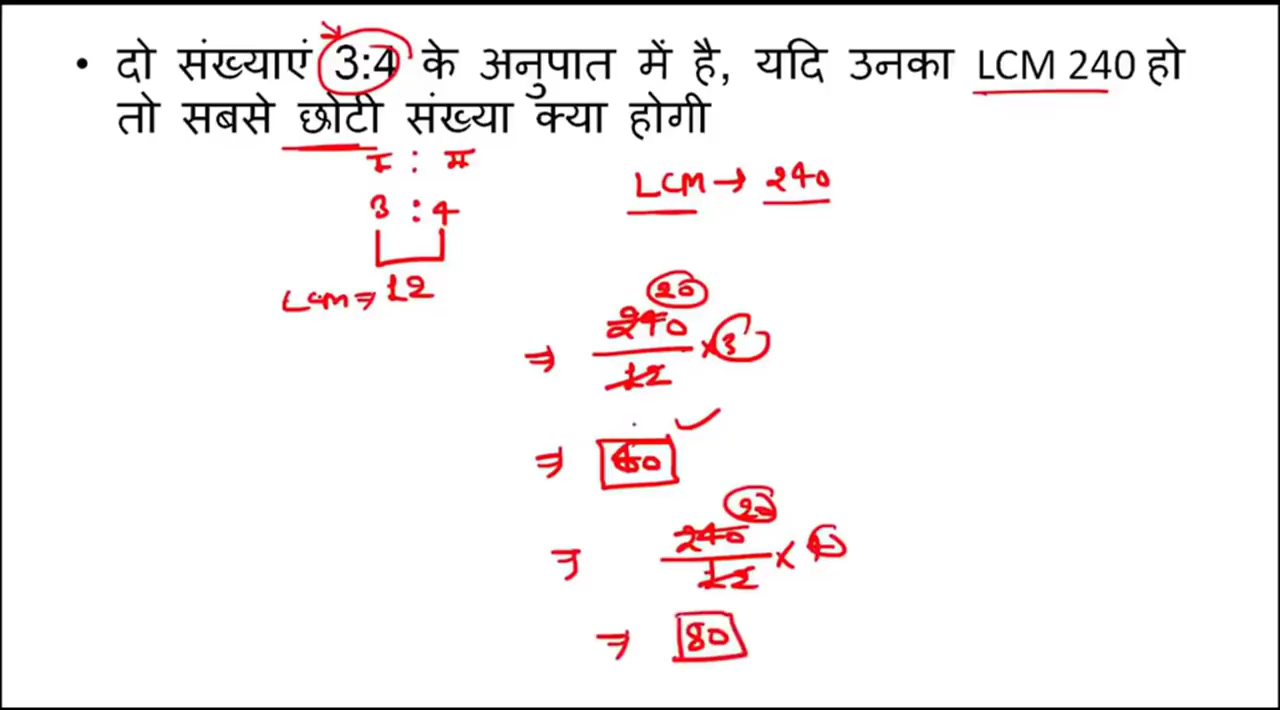 • दो संख्याएं 3:4 के अनुपात में है, यदि उनका LCM 240 हो
तो सबसे छोटी संख्या क्या होगी
I : II
3 : 4
LCM ⇒ 12
LCM → 240
20
⇒ 240/12 × 3
⇒ 60 ✓
20
⇒ 240/12 × 4
⇒ 80